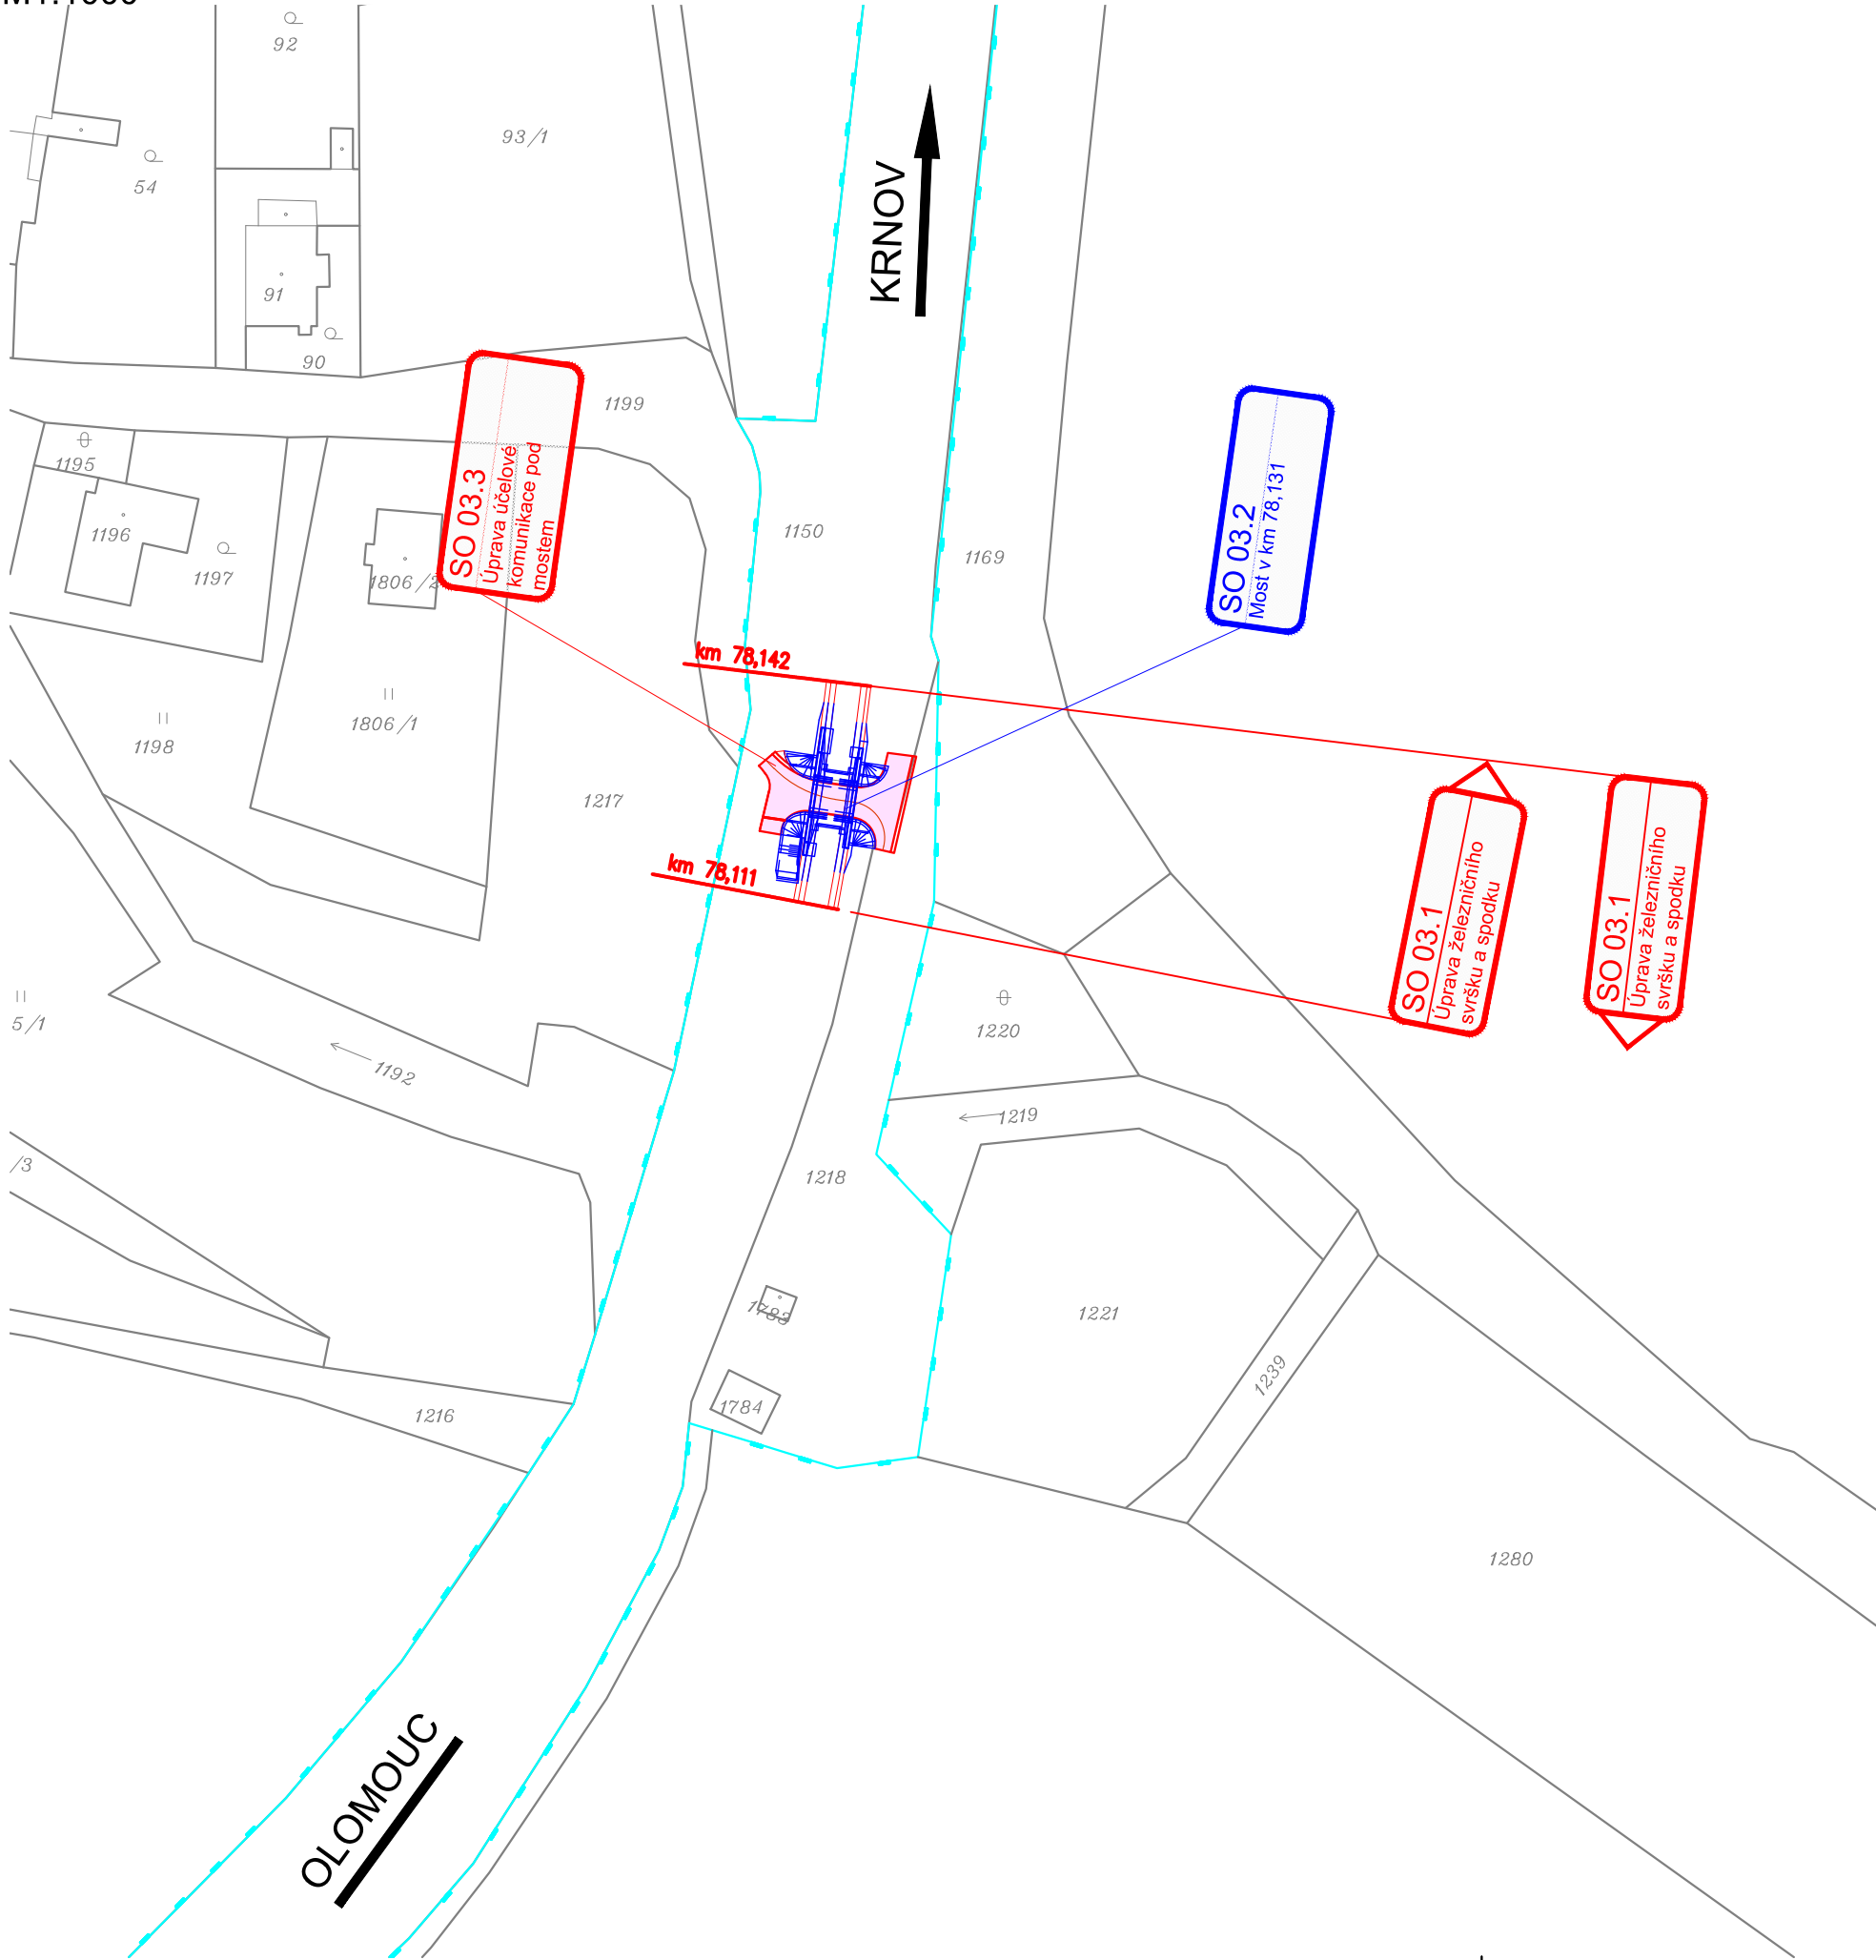 92
93/1
54
KRNOV
91
90
1199
1195
1196
1197
1806/2
SO 03.3
Úprava účelové
komunikace pod
mostem
1150
1169
SO 03.2
Most v km 78,131
km 78,142
1198
1806/1
1217
km 78,111
SO 03.1
Úprava železničního
svršku a spodku
SO 03.1
Úprava železničního
svršku a spodku
5/1
1192
1220
1219
/3
1218
1783
1221
1239
1784
1216
1280
OLOMOUC